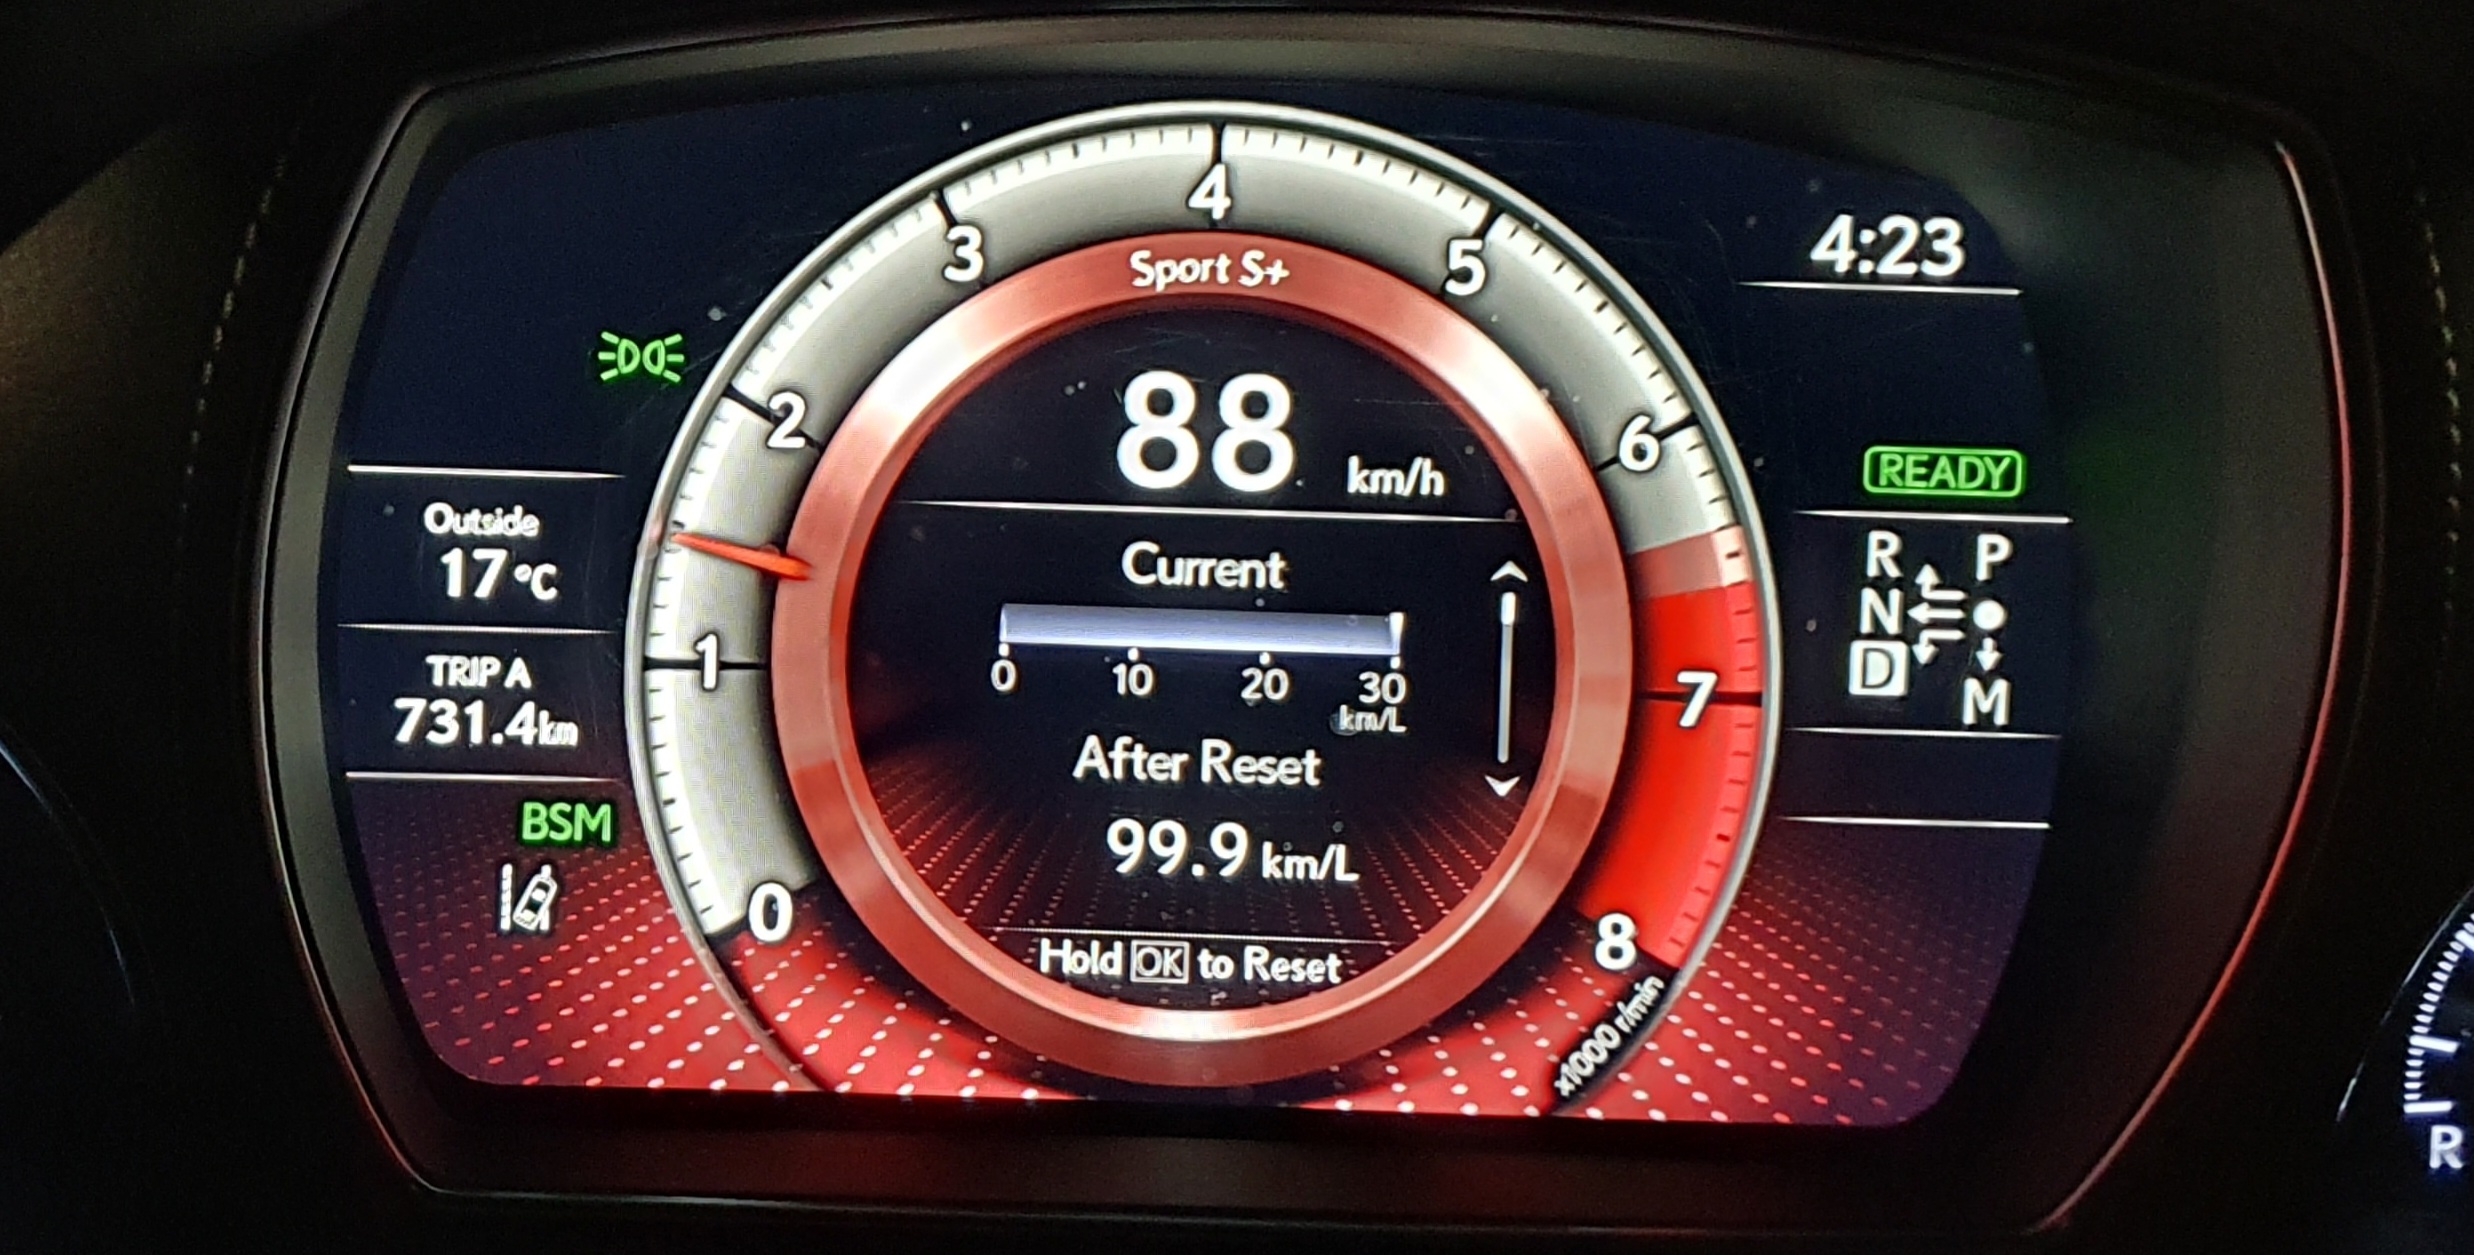 4
3
5
Sport S+
4:23
2
6
88 km/h
READY
Outside
17°C
Current
R P
N
D
M
1
0 10 20 30
km/L
TRIP A
731.4km
7
After Reset
BSM
99.9 km/L
0
8
Hold OK to Reset
x1000 r/min
R